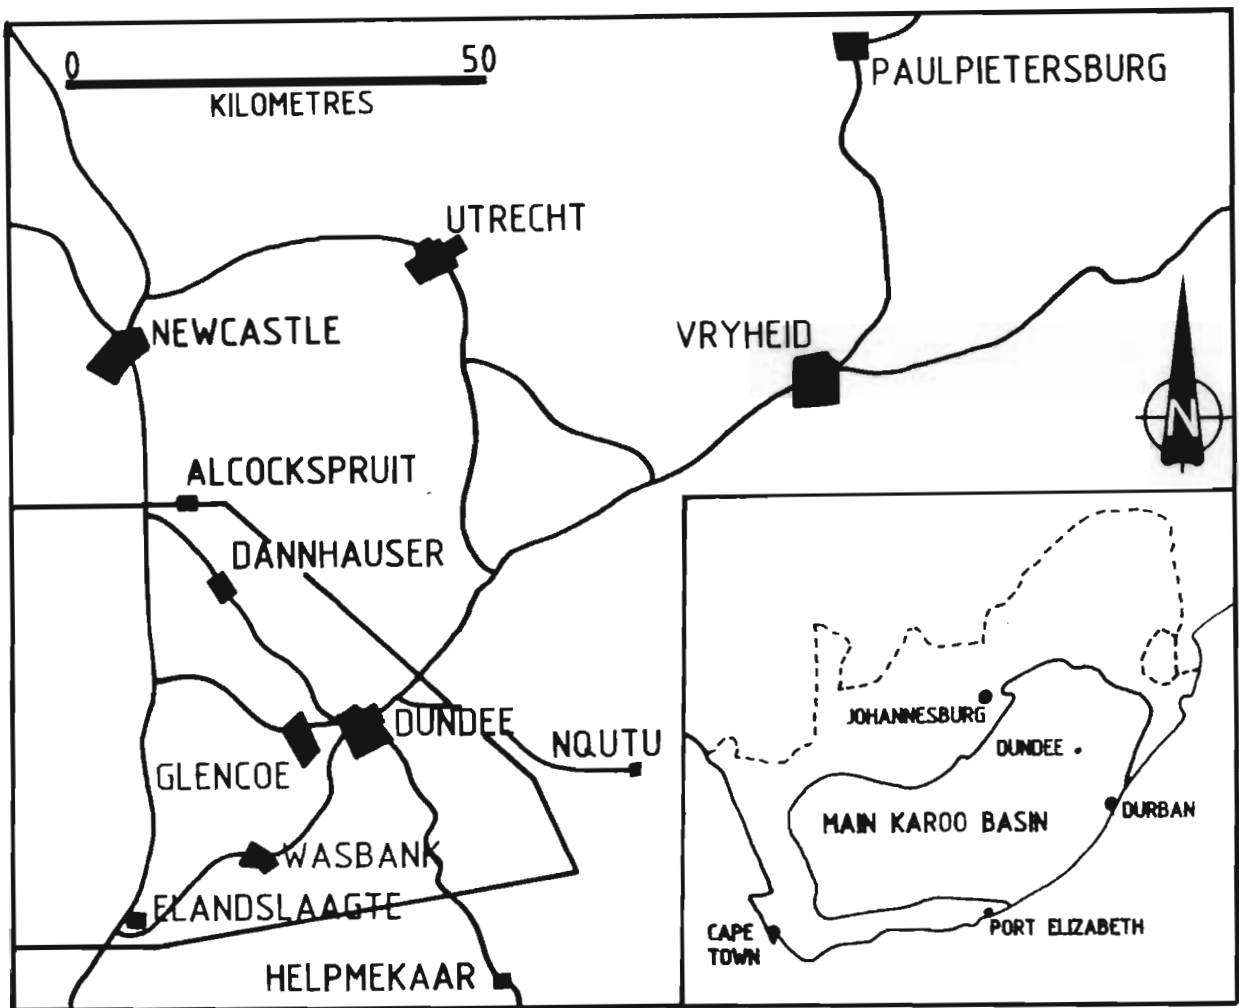 0 50
KILOMETRES
PAULPIETERSBURG
UTRECHT
NEWCASTLE
VRYHEID
N
ALCOCKSPRUIT
DANNHAUSER
DUNDEE
NQUTU
GLENCOE
WASBANK
ELANDSLAAGTE
HELPMEKAAR
JOHANNESBURG
DUNDEE
MAIN KAROO BASIN
DURBAN
PORT ELIZABETH
CAPE
TOWN